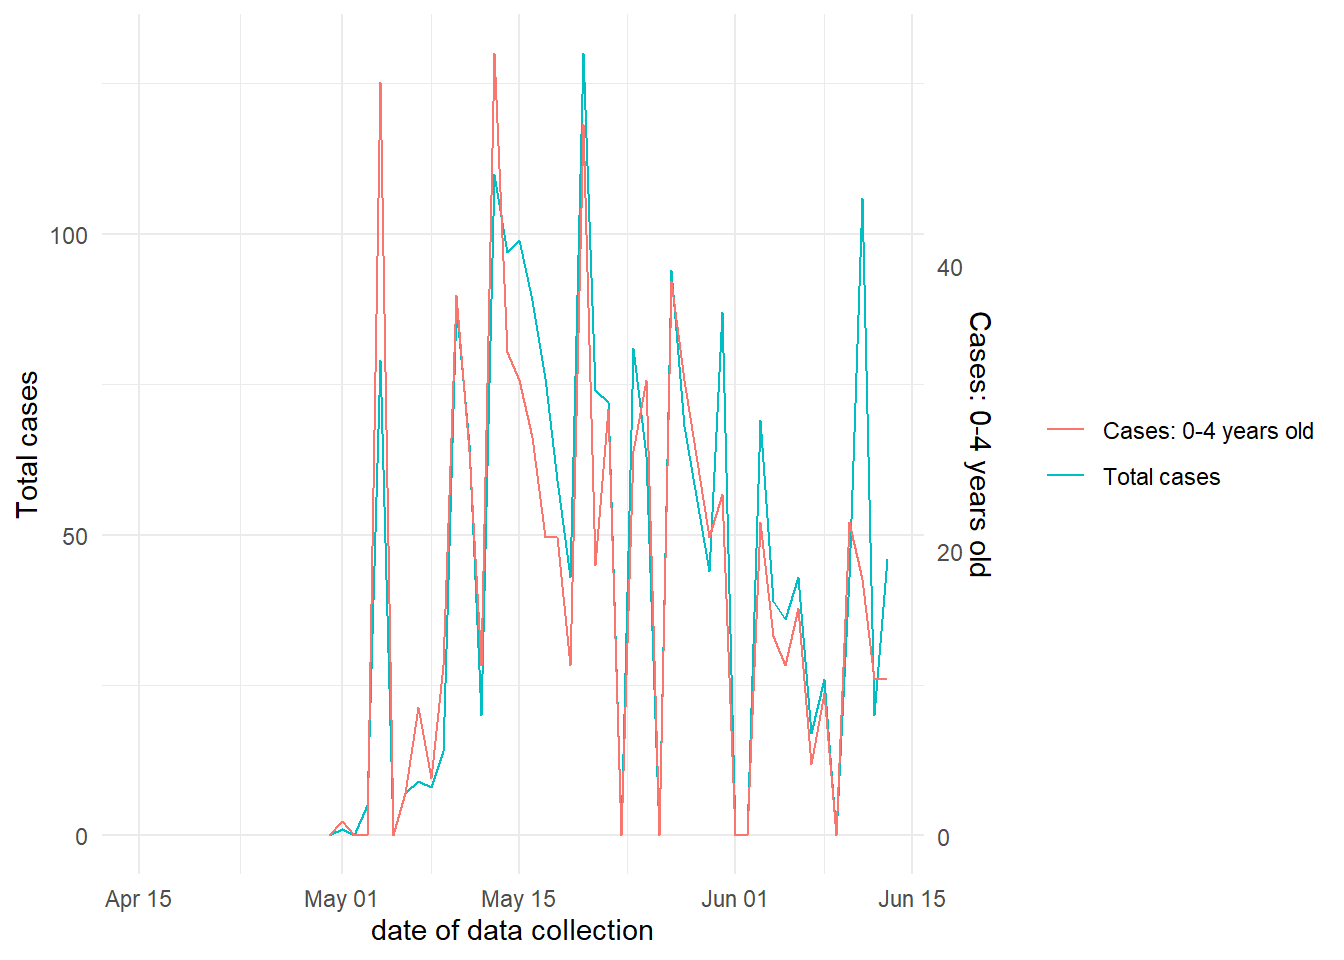 Total cases
100
50
0
40
20
0
Cases: 0-4 years old
Apr 15
May 01
May 15
Jun 01
Jun 15
date of data collection
Cases: 0-4 years old
Total cases